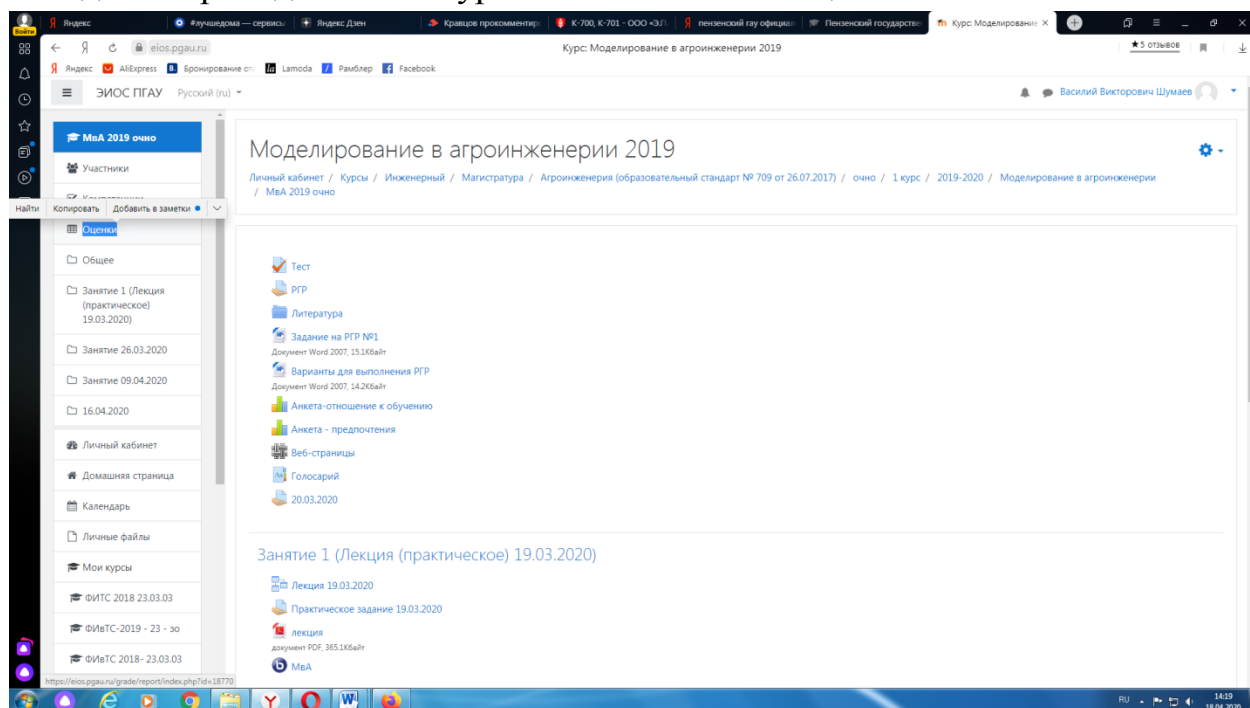 Яндекс
#лучшедома — сервисы
Яндекс.Дзен
Кравцов прокомментир
К-700, К-701 - ООО «ЭЛ
пензенский гау официал
Пензенский государстве
Курс: Моделирование
Войти
eios.pgau.ru
Курс: Моделирование в агроинженерии 2019
★5 отзывов
Яндекс
AliExpress
Бронирование от
Lamoda
Рамблер
Facebook
ЭИОС ПГАУ
Русский (ru)
Василий Викторович Шумаев
МвА 2019 очно
Участники
Найти
Копировать
Добавить в заметки
Оценки
Общее
Занятие 1 (Лекция
(практическое)
19.03.2020)
Занятие 26.03.2020
Занятие 09.04.2020
16.04.2020
Личный кабинет
Домашняя страница
Календарь
Личные файлы
Мои курсы
ФИТС 2018 23.03.03
ФИвТС-2019 - 23 - зо
ФИвТС 2018- 23.03.03
https://eios.pgau.ru/grade/report/index.php?id=18770
Моделирование в агроинженерии 2019
Личный кабинет / Курсы / Инженерный / Магистратура / Агроинженерия (образовательный стандарт № 709 от 26.07.2017) / очно / 1 курс / 2019-2020 / Моделирование в агроинженерии
/ МвА 2019 очно
Тест
РГР
Литература
Задание на РГР №1
Документ Word 2007, 15.1Кбайт
Варианты для выполнения РГР
Документ Word 2007, 14.2Кбайт
Анкета-отношение к обучению
Анкета - предпочтения
Веб-страницы
Голосарий
20.03.2020
Занятие 1 (Лекция (практическое) 19.03.2020)
Лекция 19.03.2020
Практическое задание 19.03.2020
лекция
документ PDF, 365.1Кбайт
МвА
RU
14:19
18.04.2020